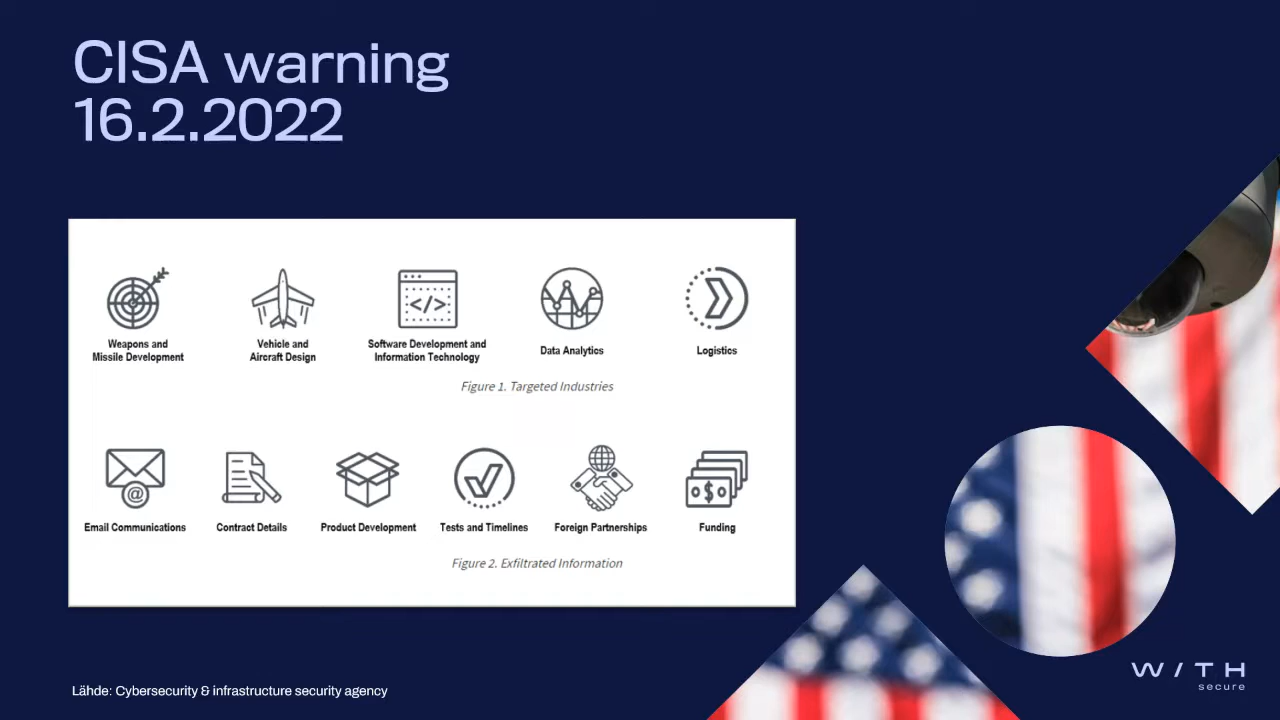 CISA warning
16.2.2022
Weapons and
Missile Development
Vehicle and
Aircraft Design
Software Development and
Information Technology
Data Analytics
Logistics
Figure 1. Targeted Industries
@
Email Communications
Contract Details
Product Development
Tests and Timelines
Foreign Partnerships
$
Funding
Figure 2. Exfiltrated Information
Lähde: Cybersecurity & infrastructure security agency
W / T H
secure